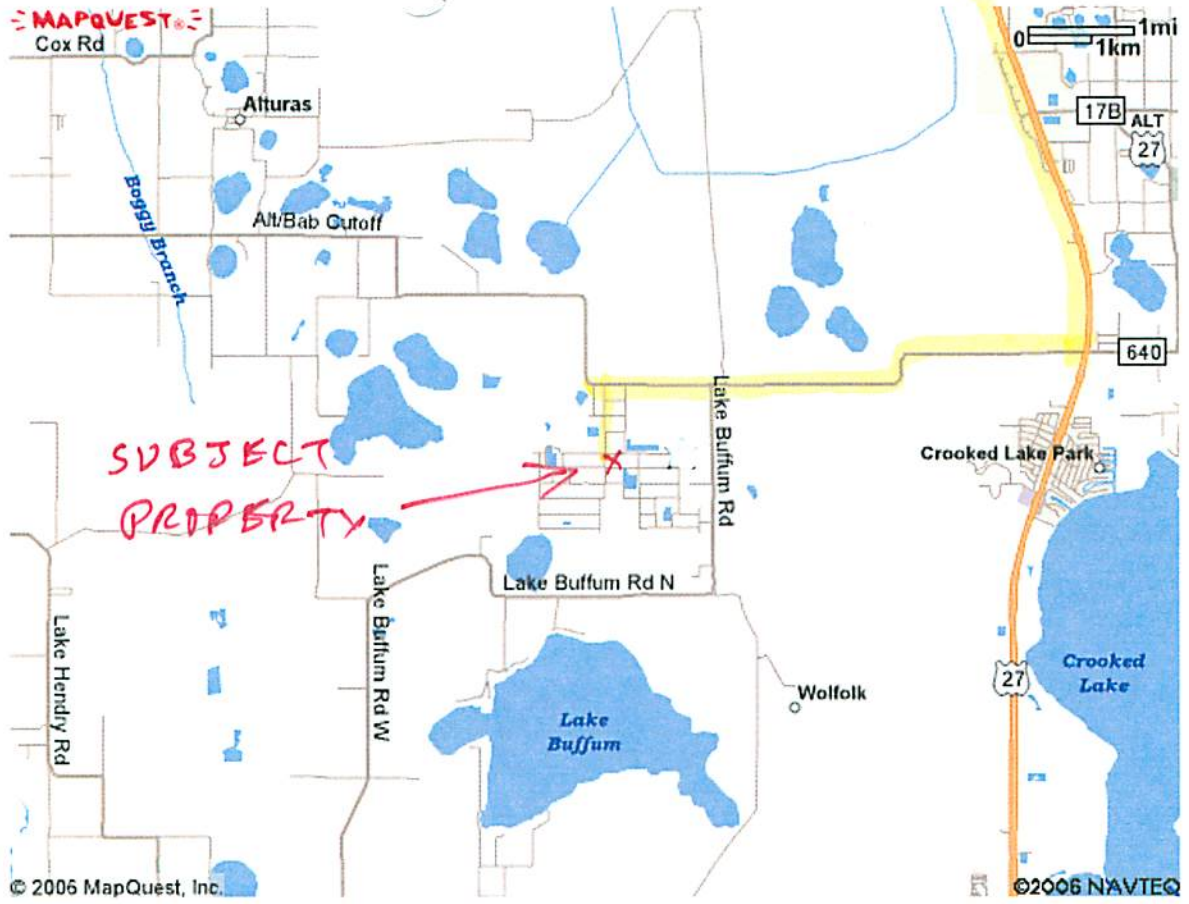 MAPQUEST
0 1mi
1km
Cox Rd
17B
ALT
27
Alturas
Boggy Branch
Alt/Bab Cutoff
640
Lake Buffum Rd
SUBJECT
PROPERTY
X
Crooked Lake Park
Lake Buffum Rd N
Lake Buffum Rd W
Lake Hendry Rd
Crooked
Lake
27
Wolfolk
Lake
Buffum
© 2006 MapQuest, Inc.
©2006 NAVTEQ